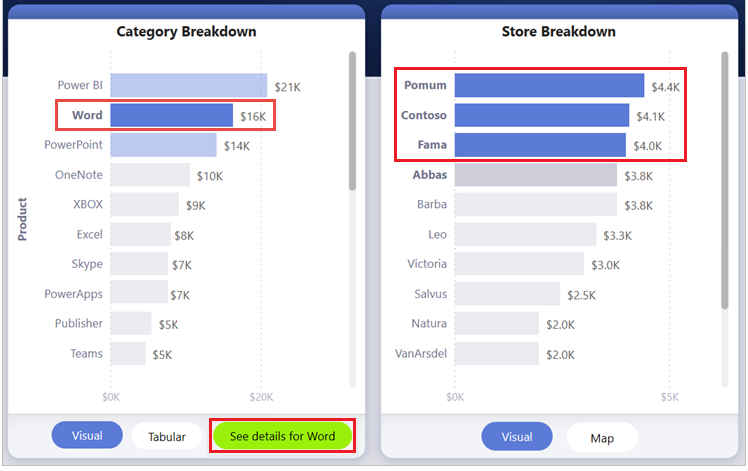 Category Breakdown
Product
Power BI $21K
Word $16K
PowerPoint $14K
OneNote $10K
XBOX $9K
Excel $8K
Skype $7K
PowerApps $7K
Publisher $5K
Teams $5K
$0K $20K
Visual Tabular See details for Word
Store Breakdown
Pomum $4.4K
Contoso $4.1K
Fama $4.0K
Abbas $3.8K
Barba $3.8K
Leo $3.3K
Victoria $3.0K
Salvus $2.5K
Natura $2.0K
VanArsdel $2.0K
$0K $5K
Visual Map